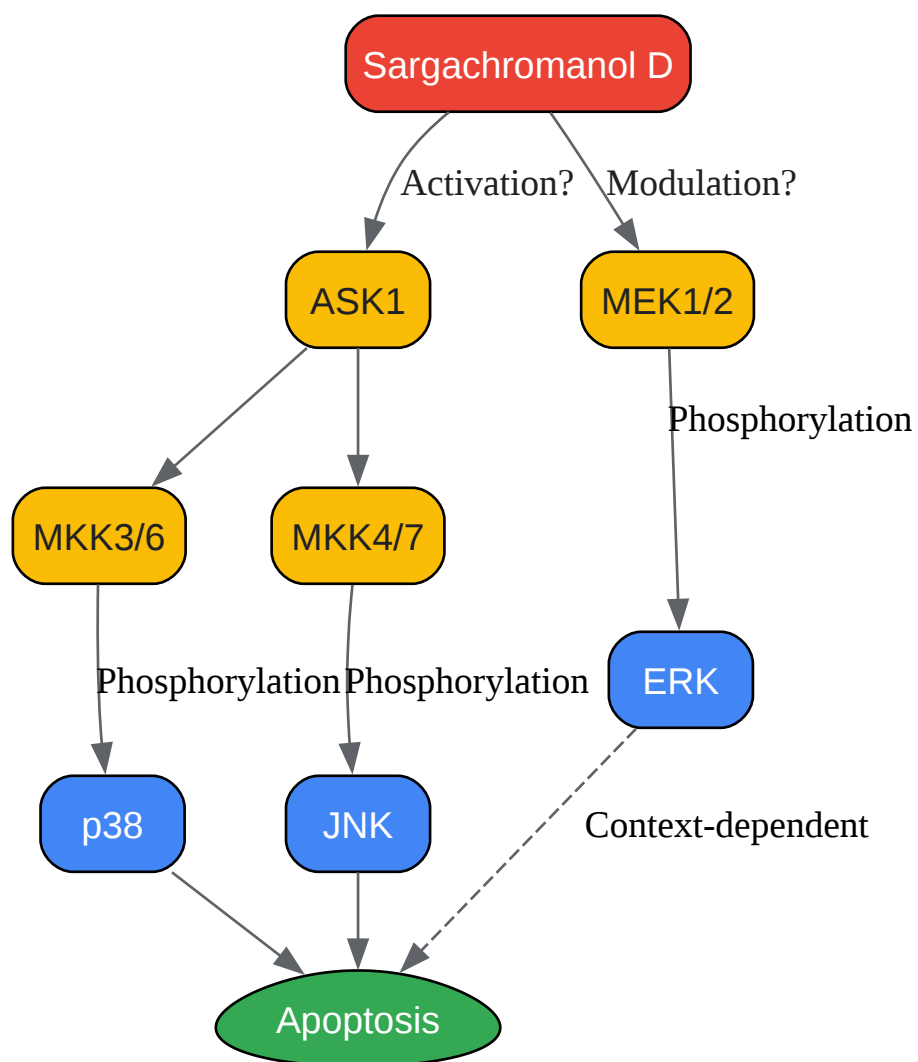 Sargachromanol D
Activation?
Modulation?
ASK1
MEK1/2
Phosphorylation
MKK3/6
MKK4/7
Phosphorylation
Phosphorylation
ERK
p38
JNK
Context-dependent
Apoptosis